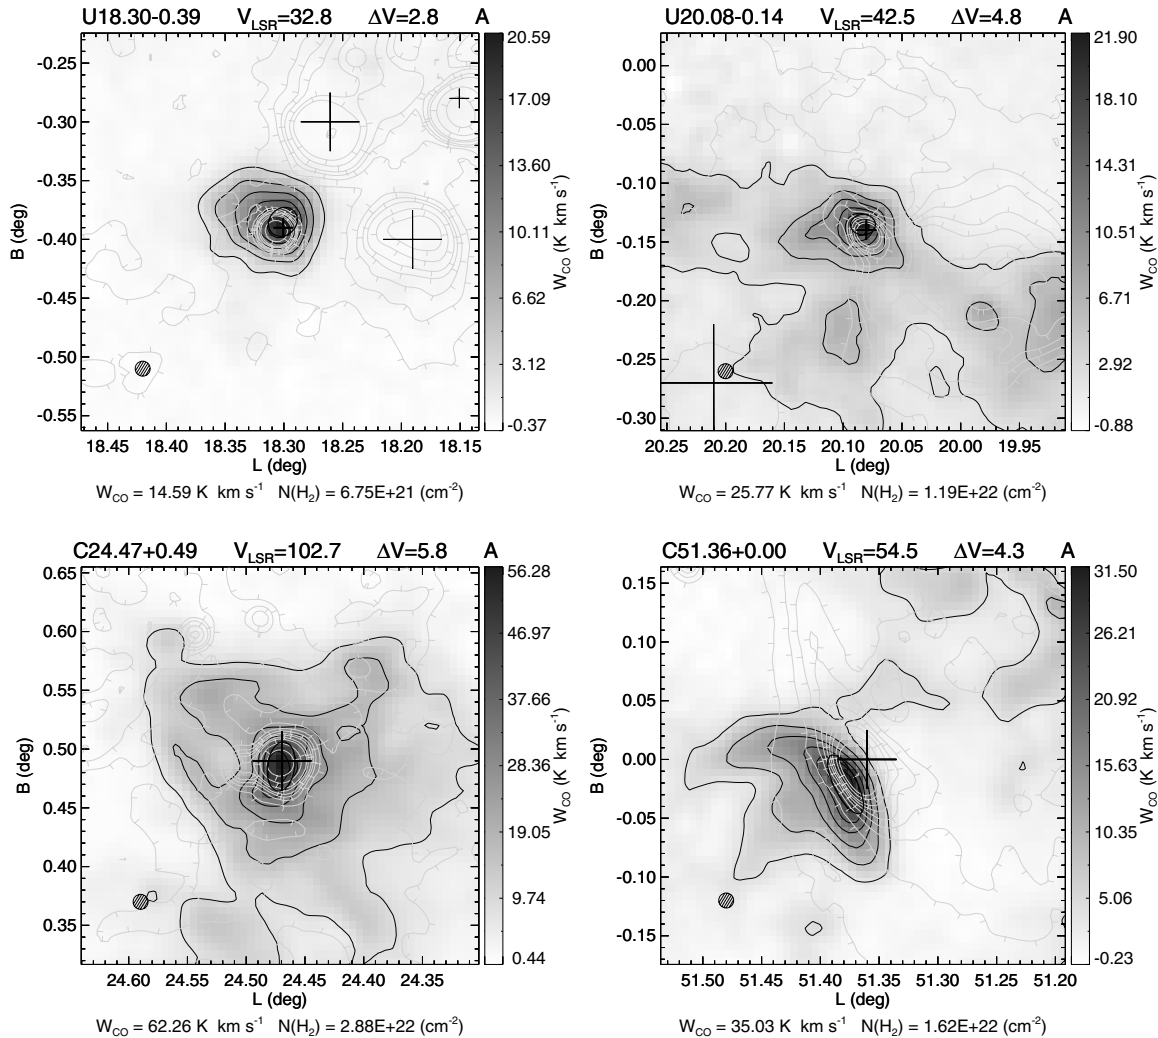 U18.30-0.39 V_LSR=32.8 ΔV=2.8 A
-0.25
-0.30
-0.35
-0.40
-0.45
-0.50
-0.55
B (deg)
18.45 18.40 18.35 18.30 18.25 18.20 18.15
L (deg)
20.59
17.09
13.60
10.11
6.62
3.12
-0.37
W_CO (K km s⁻¹)
W_CO = 14.59 K km s⁻¹ N(H₂) = 6.75E+21 (cm⁻²)
U20.08-0.14 V_LSR=42.5 ΔV=4.8 A
0.00
-0.05
-0.10
-0.15
-0.20
-0.25
-0.30
B (deg)
20.25 20.20 20.15 20.10 20.05 20.00 19.95
L (deg)
21.90
18.10
14.31
10.51
6.71
2.92
-0.88
W_CO (K km s⁻¹)
W_CO = 25.77 K km s⁻¹ N(H₂) = 1.19E+22 (cm⁻²)
C24.47+0.49 V_LSR=102.7 ΔV=5.8 A
0.65
0.60
0.55
0.50
0.45
0.40
0.35
B (deg)
24.60 24.55 24.50 24.45 24.40 24.35
L (deg)
56.28
46.97
37.66
28.36
19.05
9.74
0.44
W_CO (K km s⁻¹)
W_CO = 62.26 K km s⁻¹ N(H₂) = 2.88E+22 (cm⁻²)
C51.36+0.00 V_LSR=54.5 ΔV=4.3 A
0.15
0.10
0.05
0.00
-0.05
-0.10
-0.15
B (deg)
51.50 51.45 51.40 51.35 51.30 51.25 51.20
L (deg)
31.50
26.21
20.92
15.63
10.35
5.06
-0.23
W_CO (K km s⁻¹)
W_CO = 35.03 K km s⁻¹ N(H₂) = 1.62E+22 (cm⁻²)